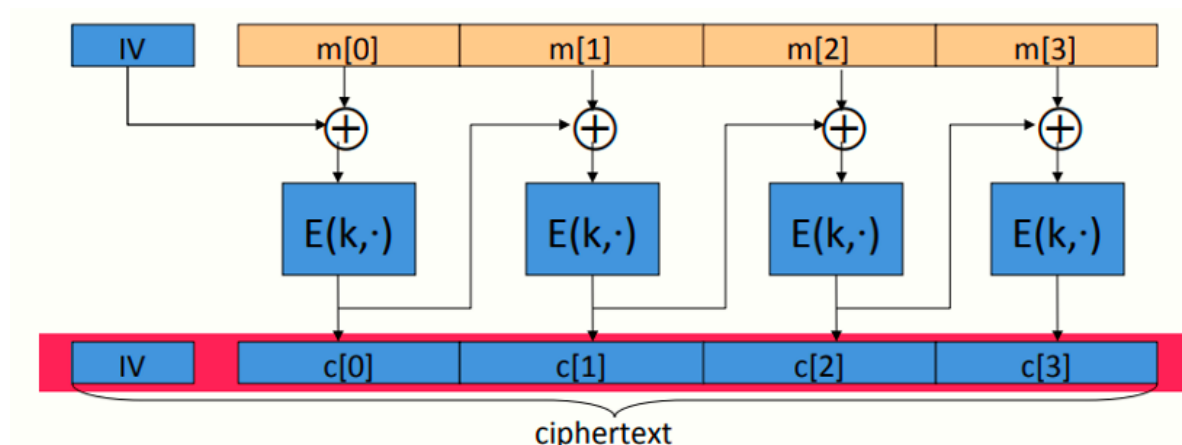 IV m[0] m[1] m[2] m[3]
E(k,·) E(k,·) E(k,·) E(k,·)
IV c[0] c[1] c[2] c[3]
ciphertext